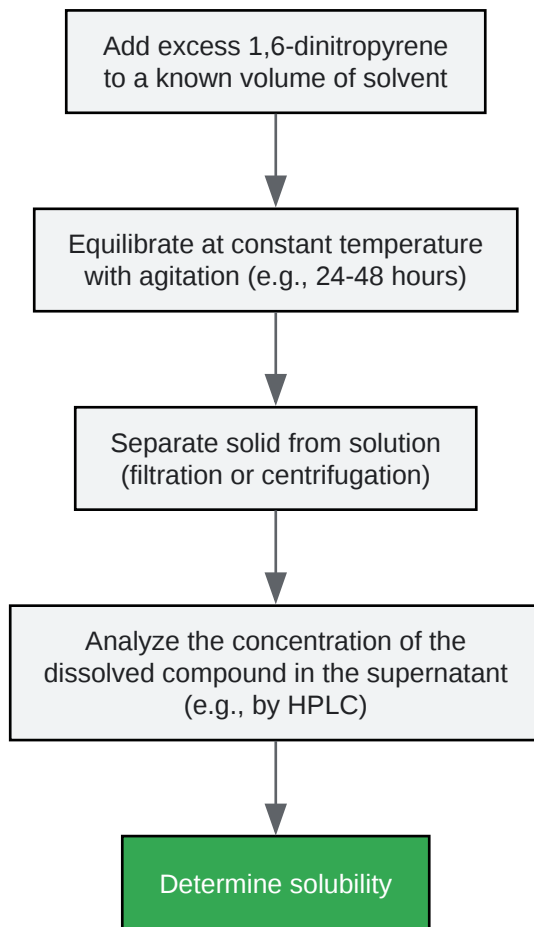 Add excess 1,6-dinitropyrene
to a known volume of solvent
Equilibrate at constant temperature
with agitation (e.g., 24-48 hours)
Separate solid from solution
(filtration or centrifugation)
Analyze the concentration of the
dissolved compound in the supernatant
(e.g., by HPLC)
Determine solubility